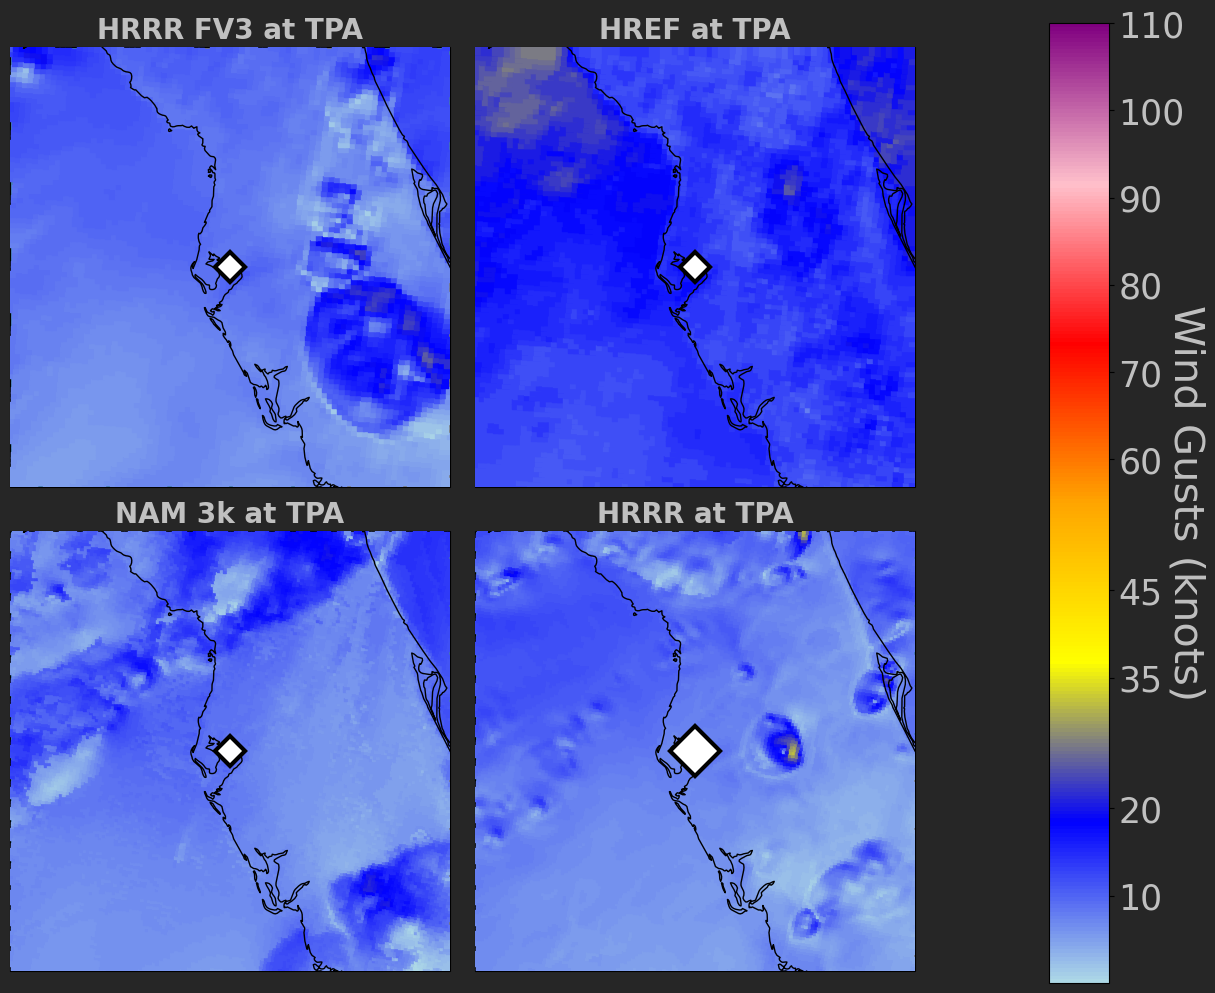 HRRR FV3 at TPA
HREF at TPA
NAM 3k at TPA
HRRR at TPA
110
100
90
80
70
60
45
35
20
10
Wind Gusts (knots)